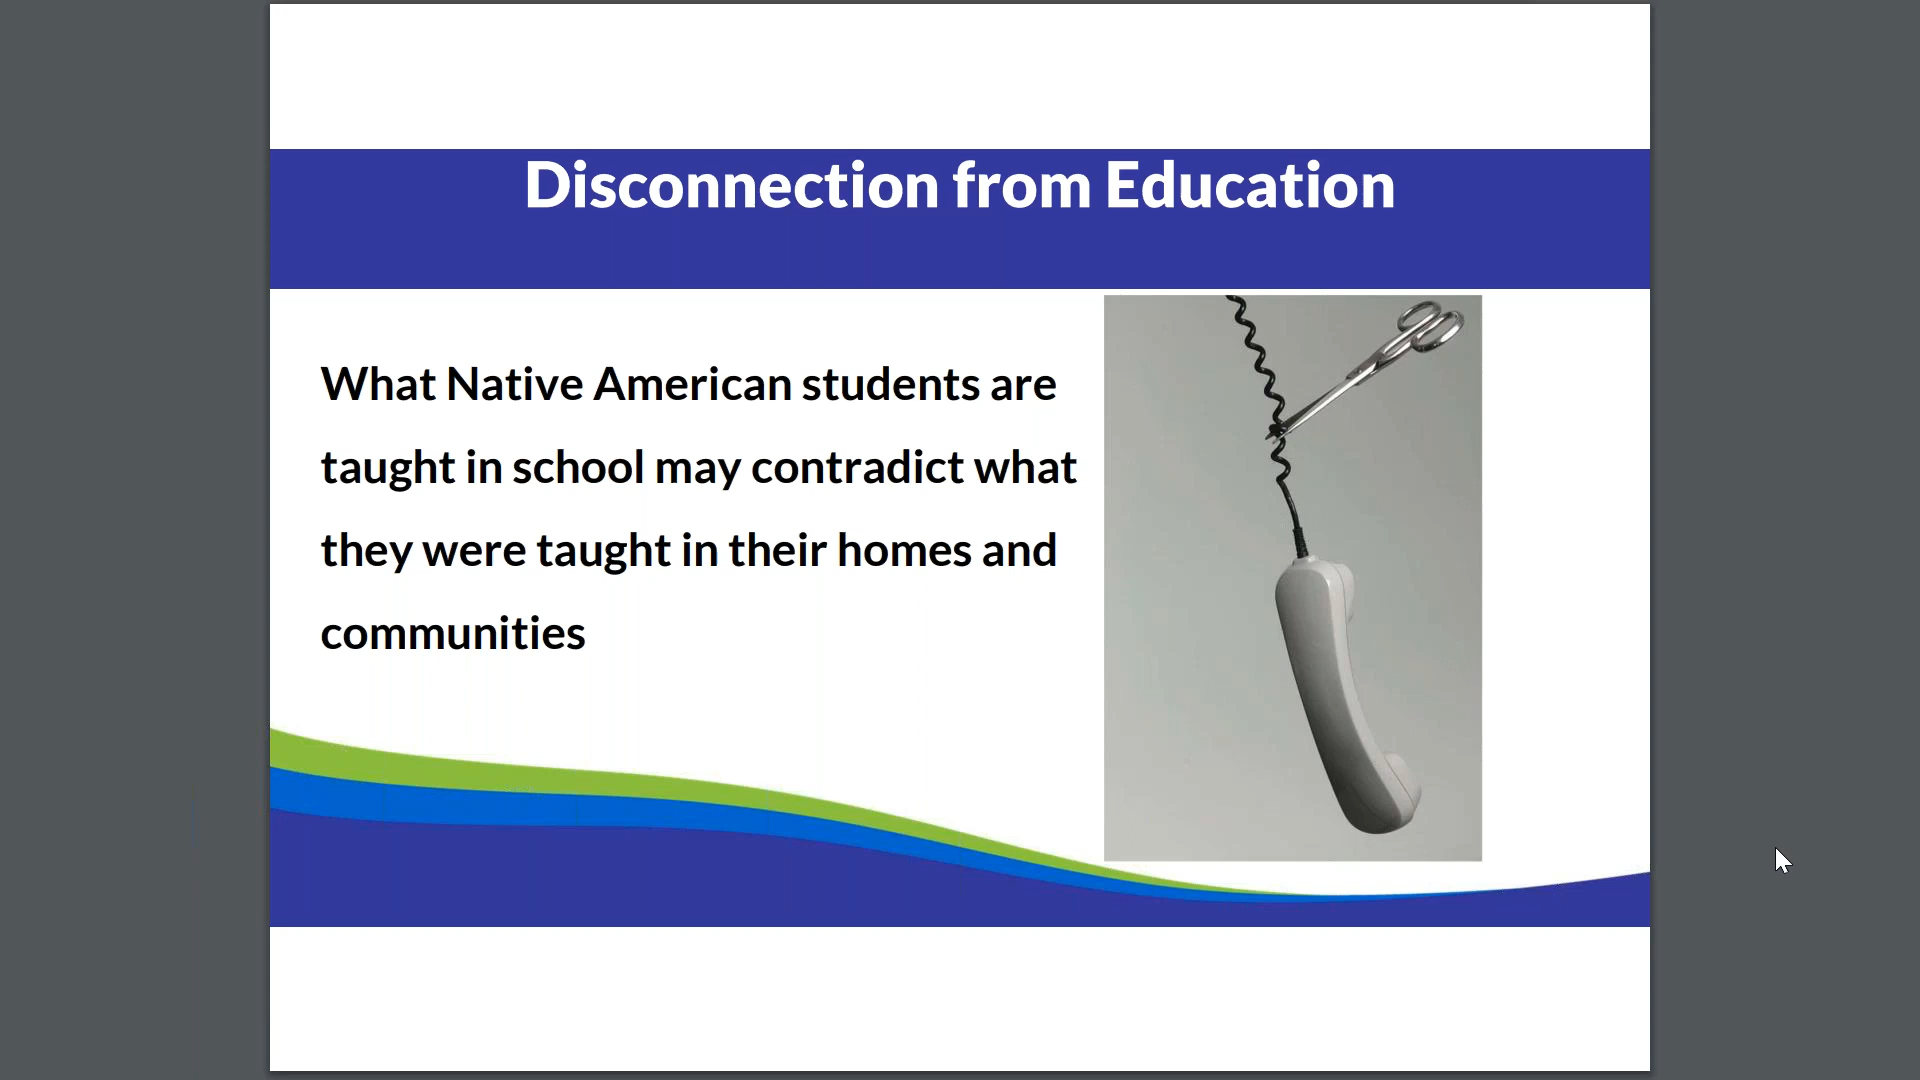 Disconnection from Education
What Native American students are
taught in school may contradict what
they were taught in their homes and
communities